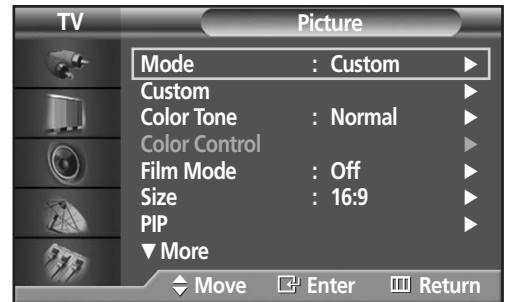 TV Picture
Mode : Custom ▶
Custom ▶
Color Tone : Normal ▶
Color Control ▶
Film Mode : Off ▶
Size : 16:9 ▶
PIP ▶
▼ More
Move Enter Return